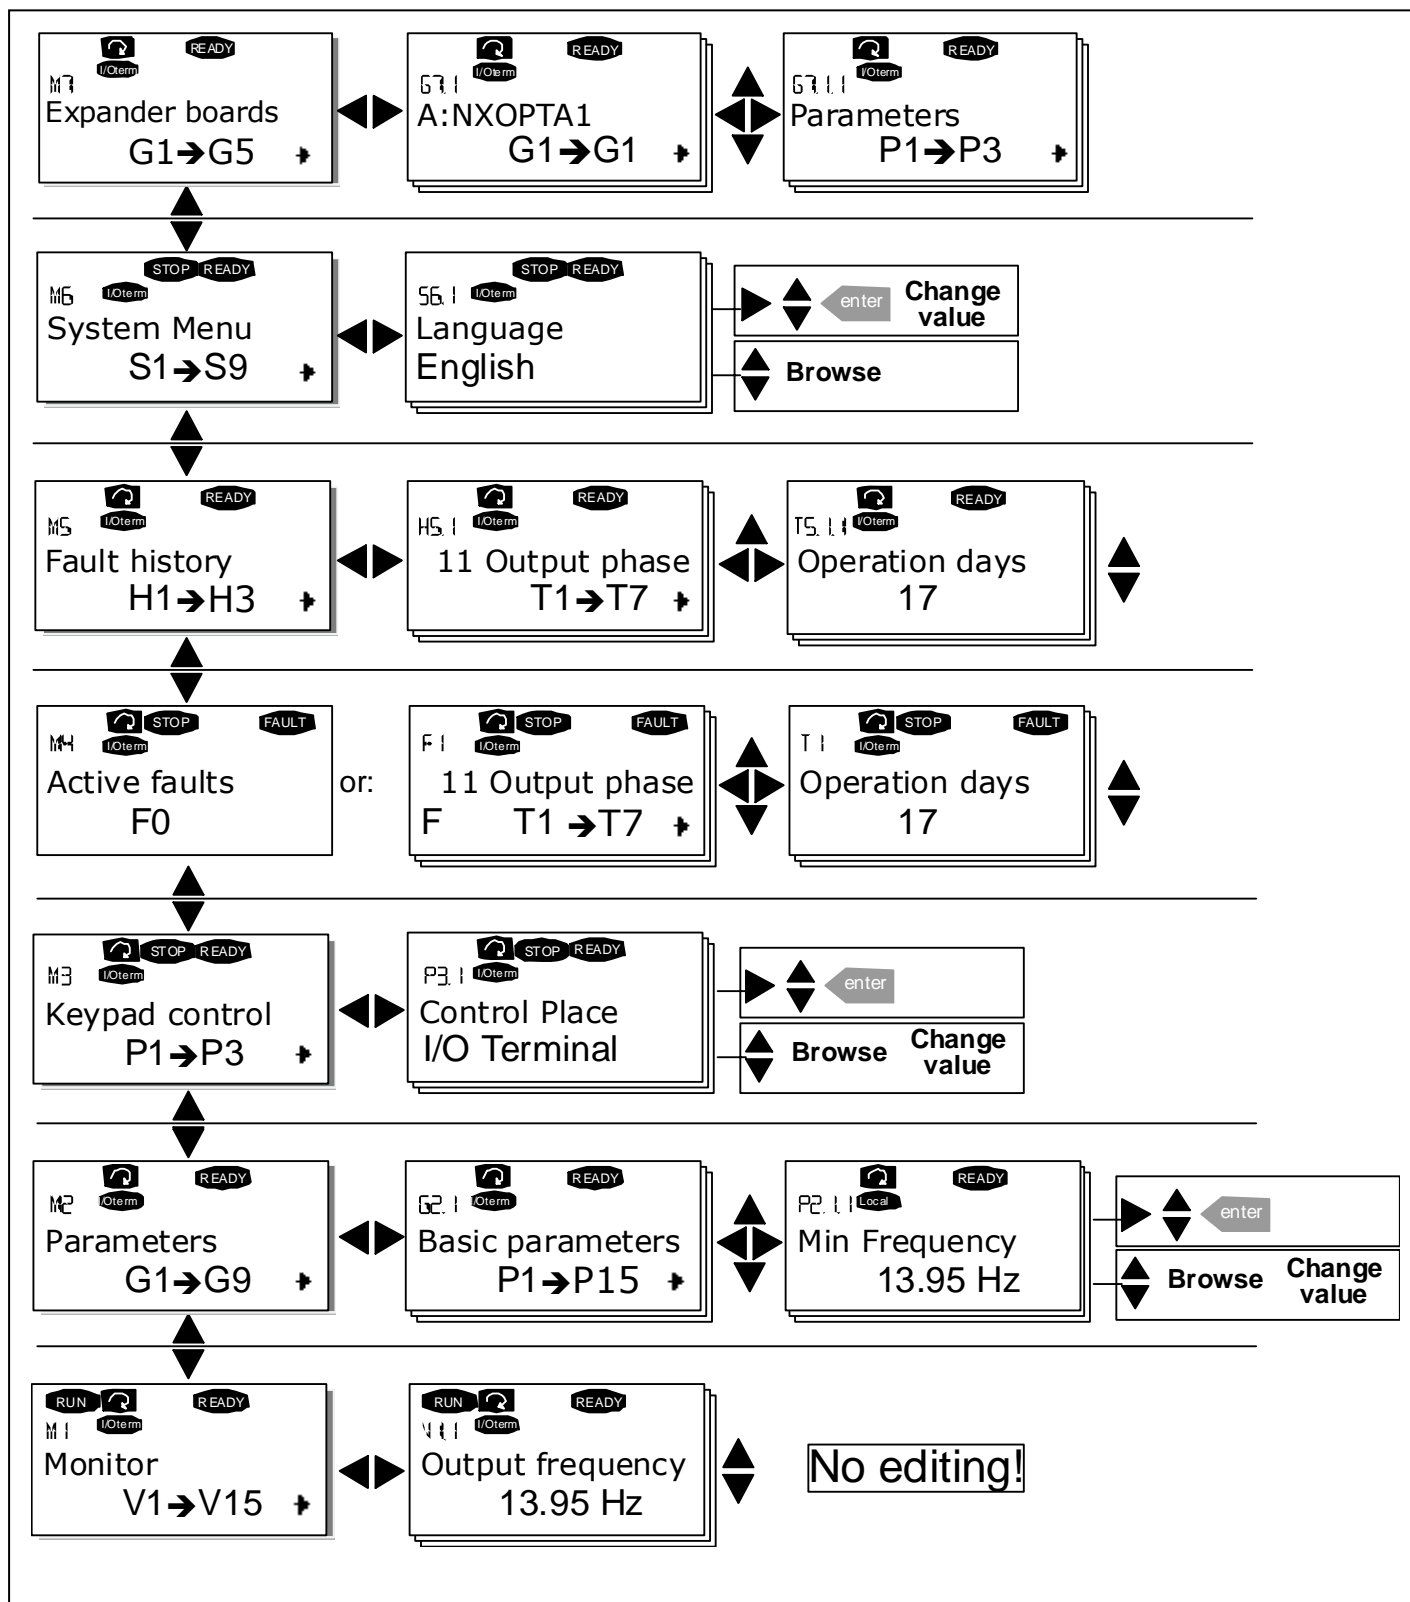 READY
I/Oterm
M7
Expander boards
G1➔G5
READY
I/Oterm
G7.1
A:NXOPTA1
G1➔G1
READY
I/Oterm
G7.1.1
Parameters
P1➔P3
STOP READY
M6 I/Oterm
System Menu
S1➔S9
STOP READY
S6.1 I/Oterm
Language
English
enter Change
value
Browse
READY
M5 I/Oterm
Fault history
H1➔H3
READY
H5.1 I/Oterm
11 Output phase
T1➔T7
READY
T5.1.1 I/Oterm
Operation days
17
STOP FAULT
M4 I/Oterm
Active faults
F0
or:
STOP FAULT
F1 I/Oterm
11 Output phase
F T1 ➔T7
STOP FAULT
T1 I/Oterm
Operation days
17
STOP READY
M3 I/Oterm
Keypad control
P1➔P3
STOP READY
P3.1 I/Oterm
Control Place
I/O Terminal
enter
Browse Change
value
READY
M2 I/Oterm
Parameters
G1➔G9
READY
G2.1 I/Oterm
Basic parameters
P1➔P15
READY
P2.1.1 Local
Min Frequency
13.95 Hz
enter
Browse Change
value
RUN READY
M1 I/Oterm
Monitor
V1➔V15
RUN READY
V1.1 I/Oterm
Output frequency
13.95 Hz
No editing!